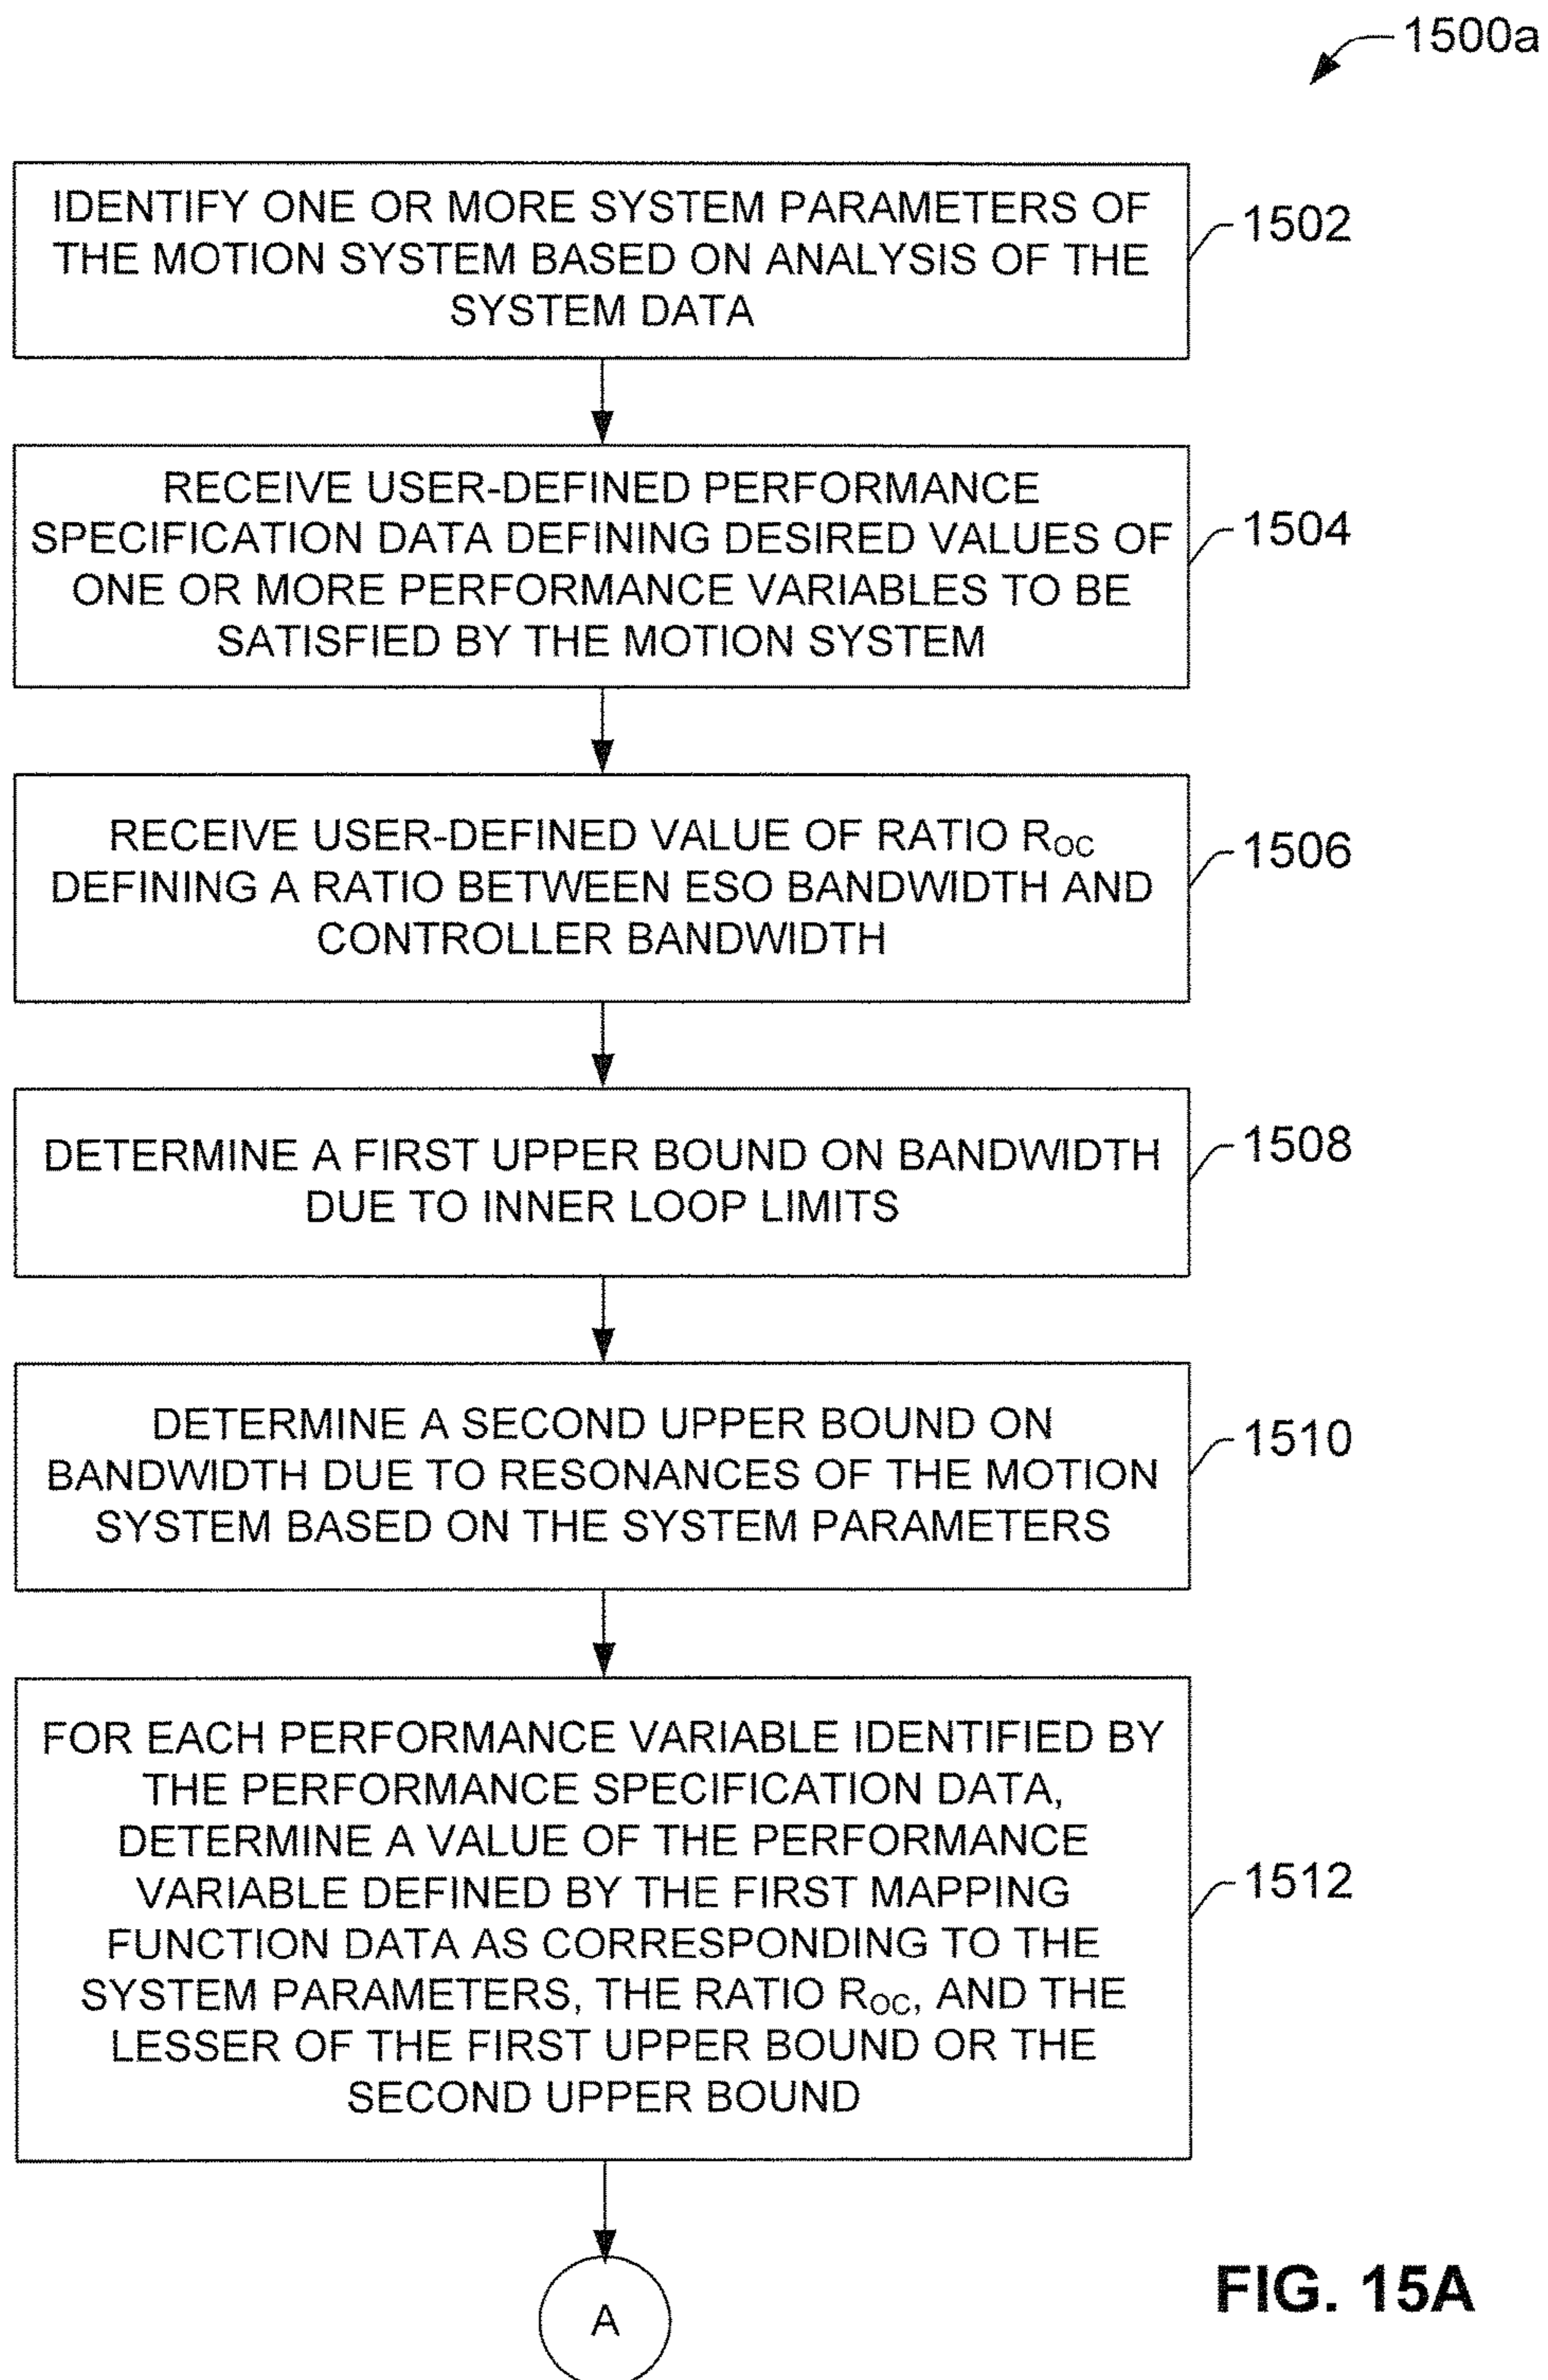 1500a
IDENTIFY ONE OR MORE SYSTEM PARAMETERS OF
THE MOTION SYSTEM BASED ON ANALYSIS OF THE
SYSTEM DATA
1502
RECEIVE USER-DEFINED PERFORMANCE
SPECIFICATION DATA DEFINING DESIRED VALUES OF
ONE OR MORE PERFORMANCE VARIABLES TO BE
SATISFIED BY THE MOTION SYSTEM
1504
RECEIVE USER-DEFINED VALUE OF RATIO ROC
DEFINING A RATIO BETWEEN ESO BANDWIDTH AND
CONTROLLER BANDWIDTH
1506
DETERMINE A FIRST UPPER BOUND ON BANDWIDTH
DUE TO INNER LOOP LIMITS
1508
DETERMINE A SECOND UPPER BOUND ON
BANDWIDTH DUE TO RESONANCES OF THE MOTION
SYSTEM BASED ON THE SYSTEM PARAMETERS
1510
FOR EACH PERFORMANCE VARIABLE IDENTIFIED BY
THE PERFORMANCE SPECIFICATION DATA,
DETERMINE A VALUE OF THE PERFORMANCE
VARIABLE DEFINED BY THE FIRST MAPPING
FUNCTION DATA AS CORRESPONDING TO THE
SYSTEM PARAMETERS, THE RATIO ROC, AND THE
LESSER OF THE FIRST UPPER BOUND OR THE
SECOND UPPER BOUND
1512
A
FIG. 15A